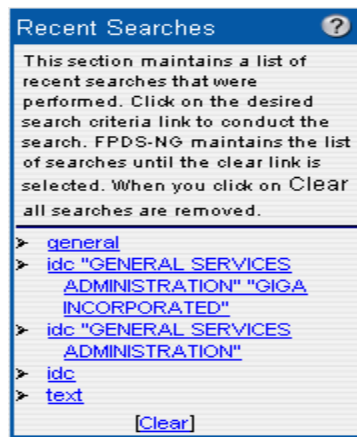 Recent Searches ?
This section maintains a list of
recent searches that were
performed. Click on the desired
search criteria link to conduct the
search. FPDS-NG maintains the list
of searches until the clear link is
selected. When you click on Clear
all searches are removed.
➢ general
➢ idc "GENERAL SERVICES
ADMINISTRATION" "GIGA
INCORPORATED"
➢ idc "GENERAL SERVICES
ADMINISTRATION"
➢ idc
➢ text
[Clear]